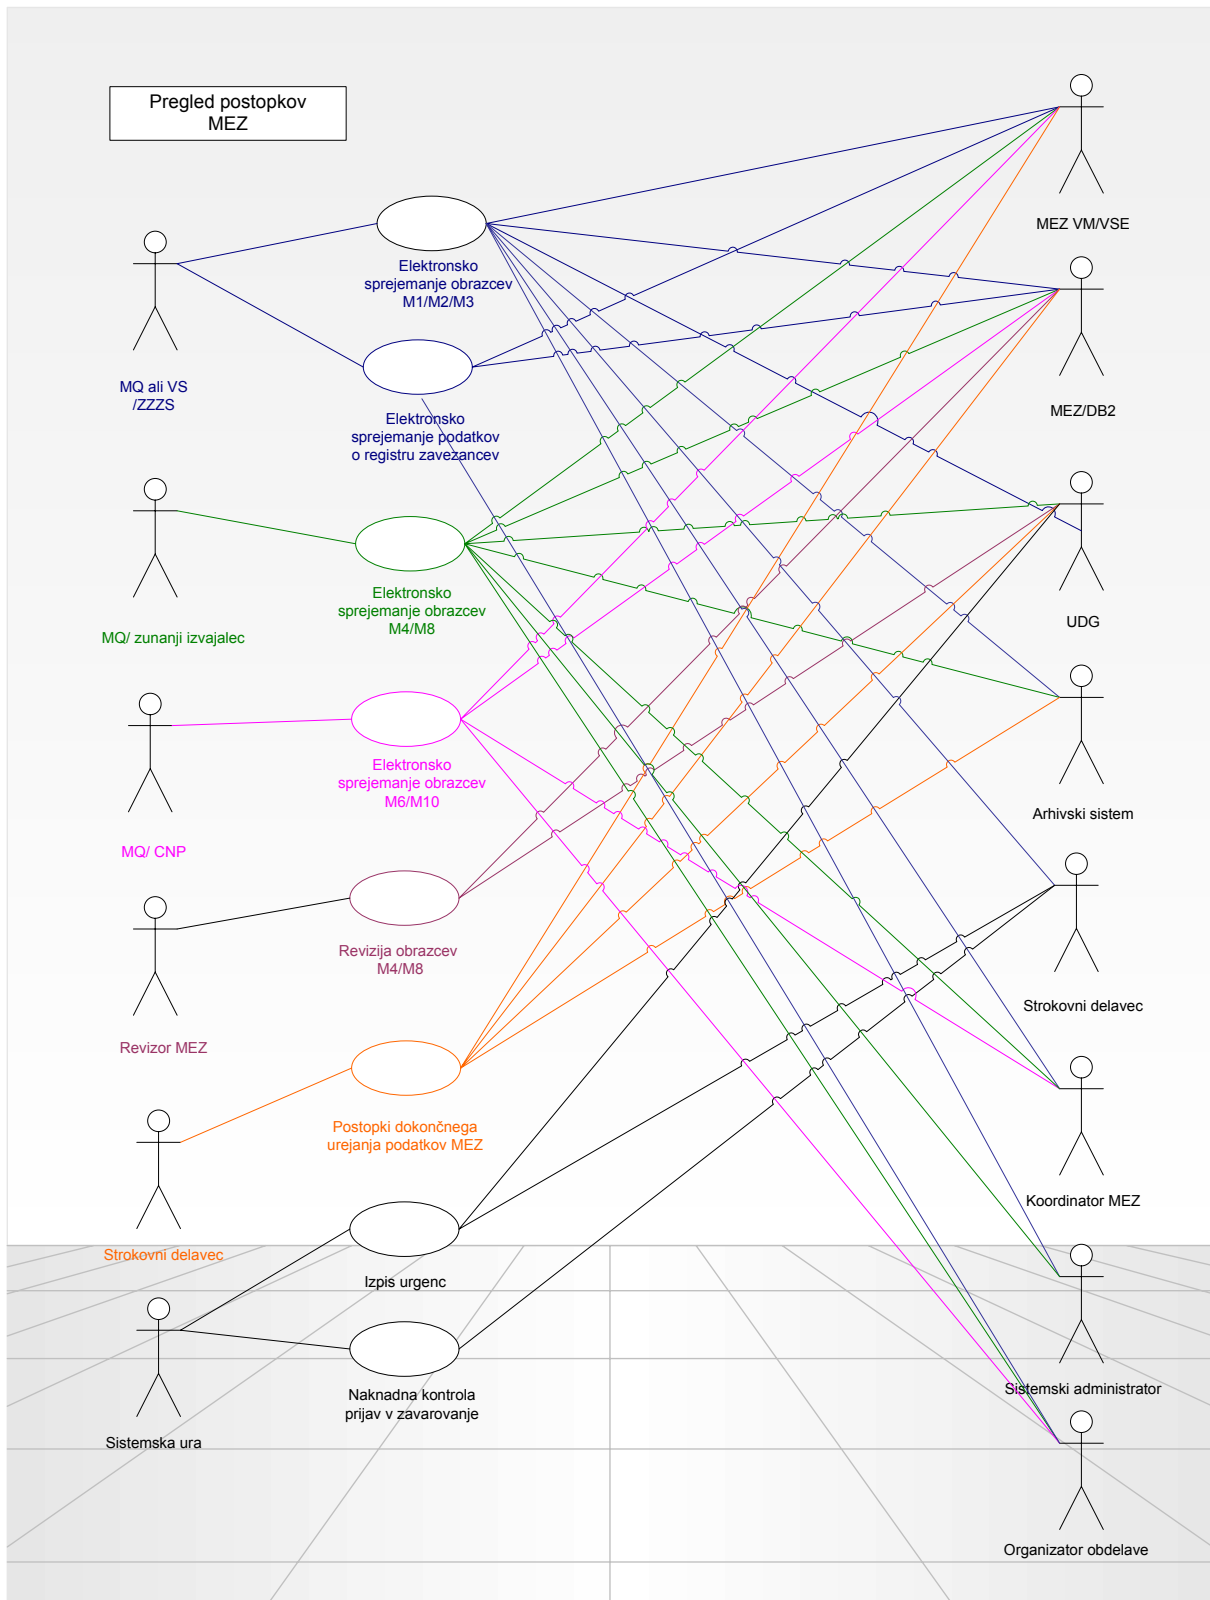 Pregled postopkov
MEZ
MEZ VM/VSE
Elektronsko
sprejemanje obrazcev
M1/M2/M3
MQ ali VS
/ZZZS
MEZ/DB2
Elektronsko
sprejemanje podatkov
o registru zavezancev
MQ/ zunanji izvajalec
Elektronsko
sprejemanje obrazcev
M4/M8
UDG
MQ/ CNP
Elektronsko
sprejemanje obrazcev
M6/M10
Arhivski sistem
Revizija obrazcev
M4/M8
Revizor MEZ
Strokovni delavec
Postopki dokončnega
urejanja podatkov MEZ
Koordinator MEZ
Strokovni delavec
Izpis urgenc
Sistemski administrator
Naknadna kontrola
prijav v zavarovanje
Sistemska ura
Organizator obdelave